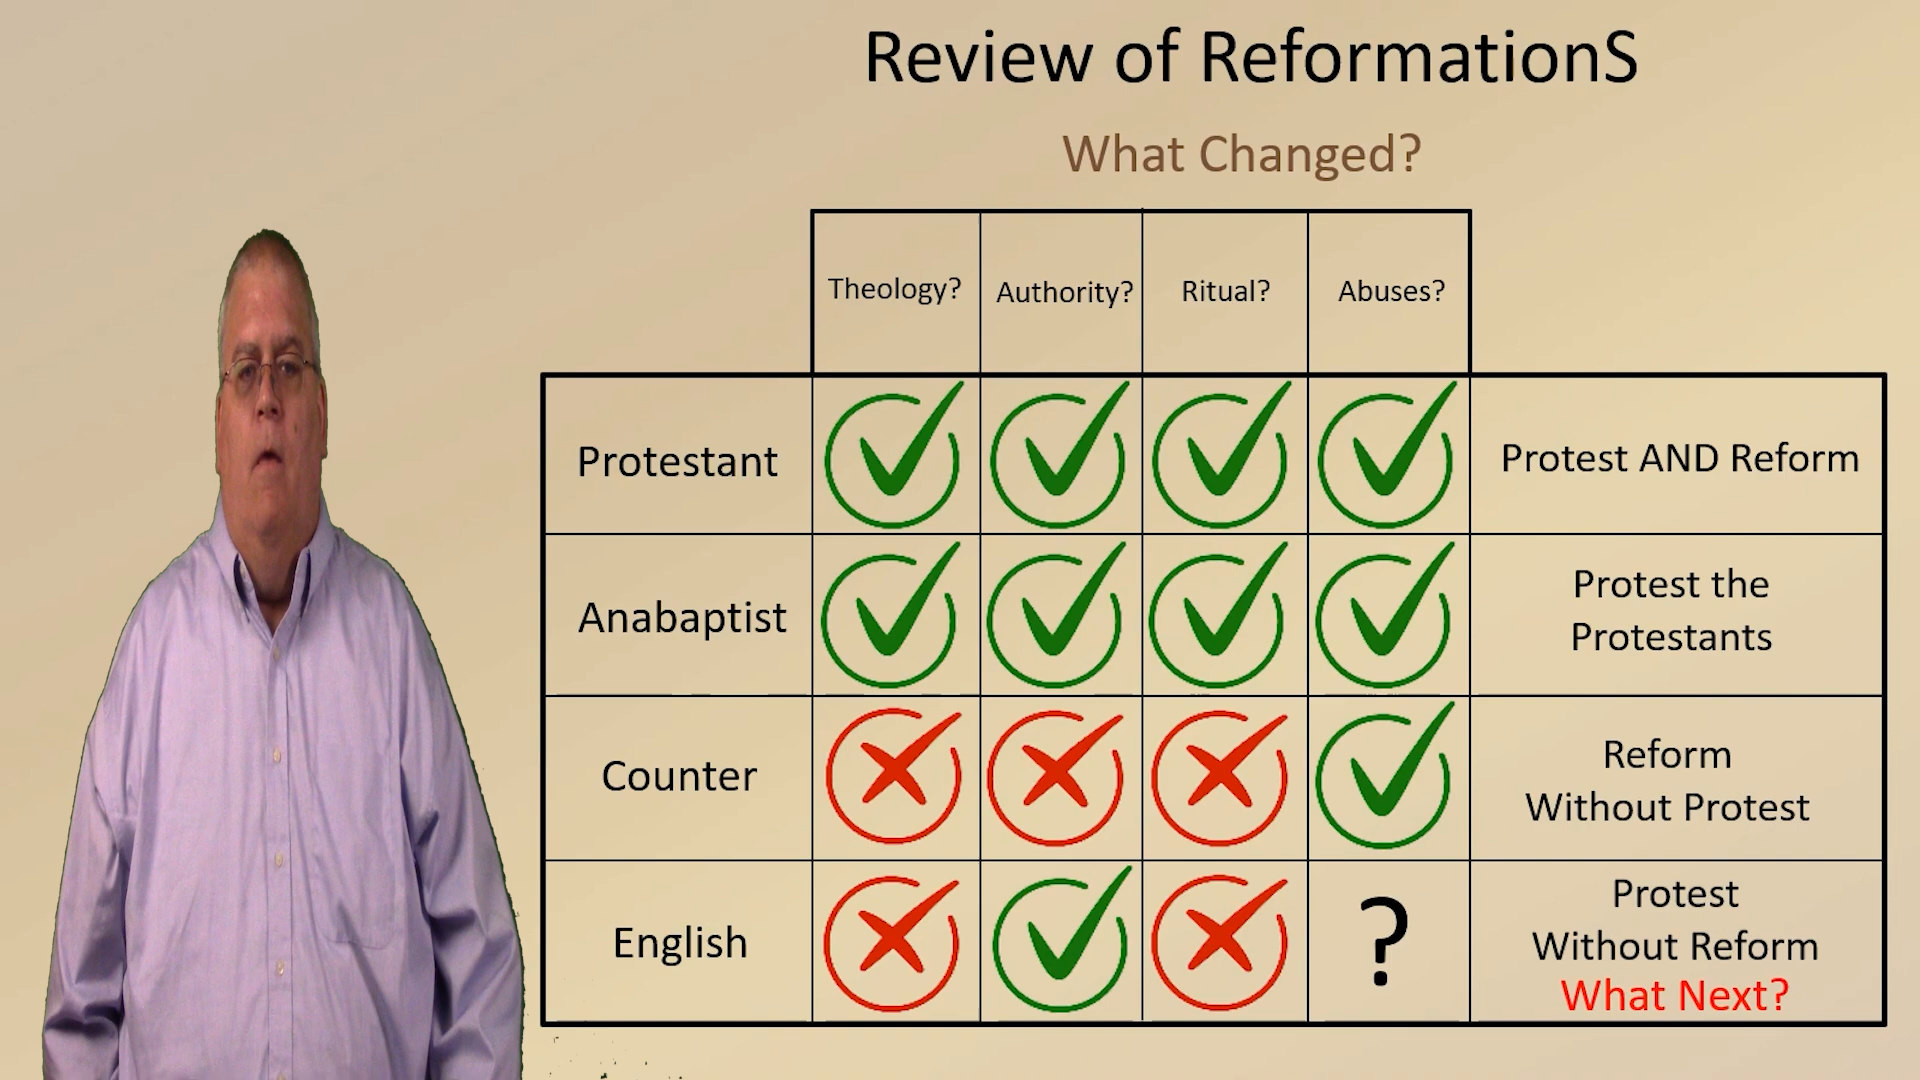 Review of ReformationS
What Changed?
Theology? Authority? Ritual? Abuses?
Protestant Protest AND Reform
Anabaptist Protest the
Protestants
Counter Reform
Without Protest
English ? Protest
Without Reform
What Next?